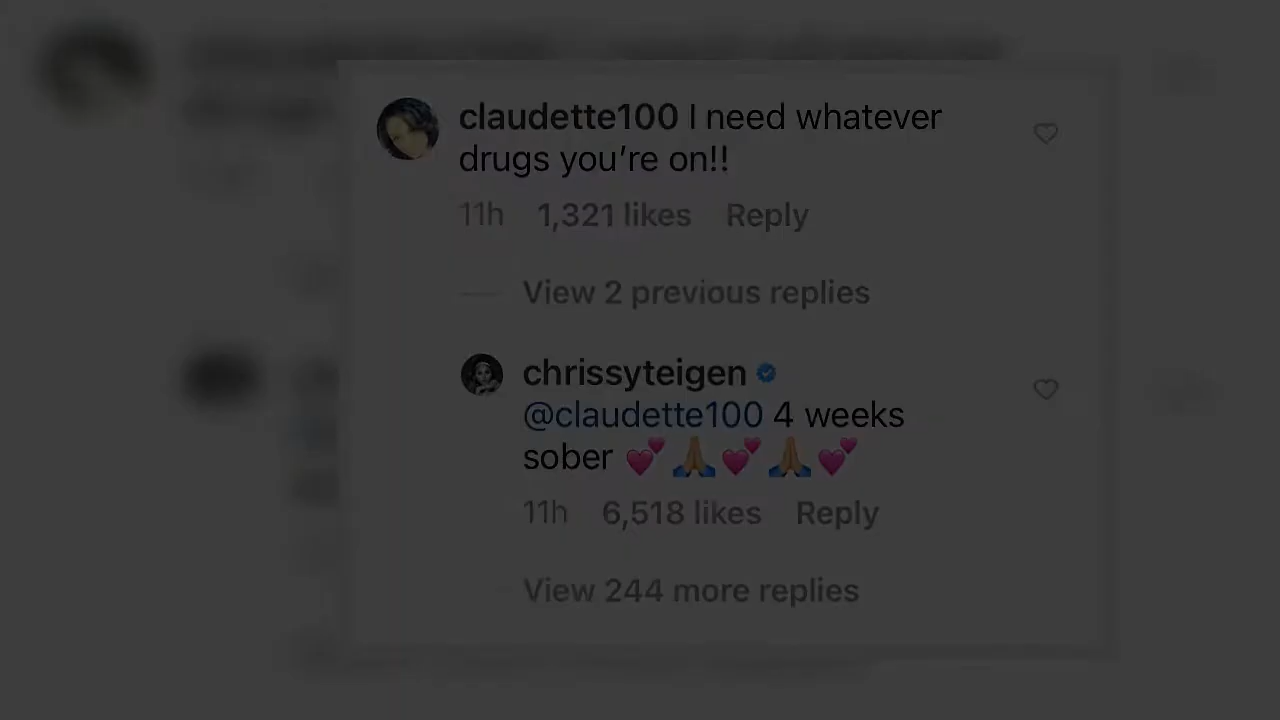 claudette100 I need whatever
drugs you’re on!!
11h 1,321 likes Reply
View 2 previous replies
chrissyteigen
@claudette100 4 weeks
sober 💕🙏🏼💕🙏🏼💕
11h 6,518 likes Reply
View 244 more replies